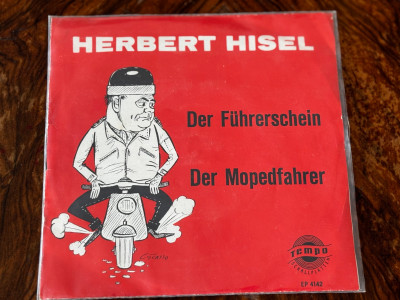 HERBERT HISEL
Der Führerschein
Der Mopedfahrer
Tempo
EP 4142